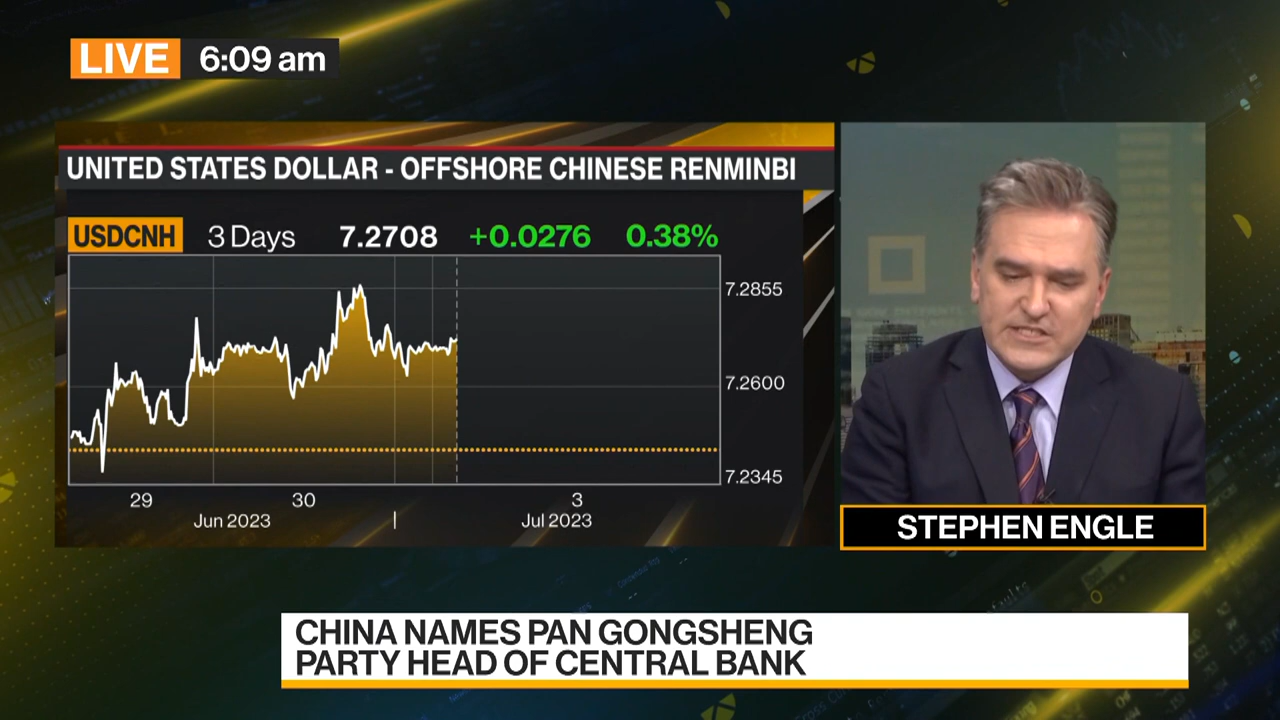 LIVE 6:09 am
UNITED STATES DOLLAR - OFFSHORE CHINESE RENMINBI
USDCNH 3 Days 7.2708 +0.0276 0.38%
7.2855
7.2600
7.2345
29 30 3
Jun 2023 Jul 2023
STEPHEN ENGLE
CHINA NAMES PAN GONGSHENG
PARTY HEAD OF CENTRAL BANK